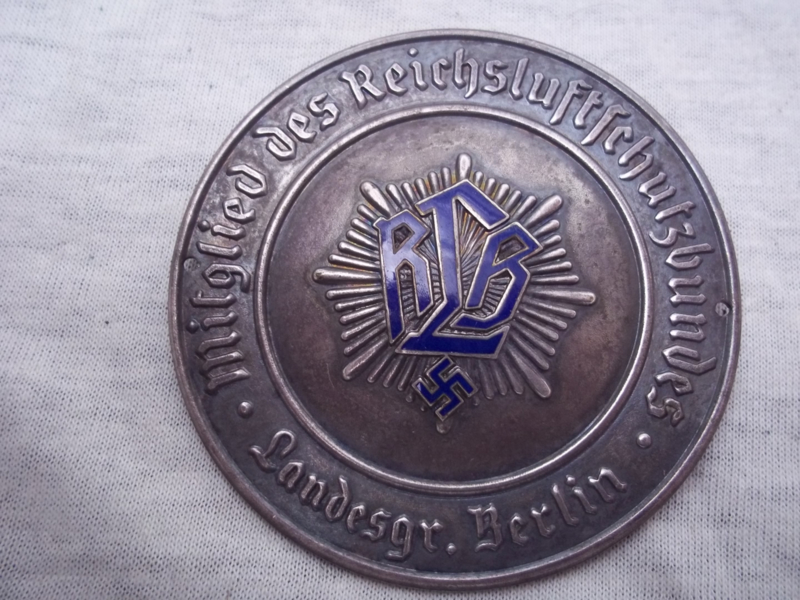 Mitglied des Reichsluftschutzbundes
RLB
Landesgr. Berlin